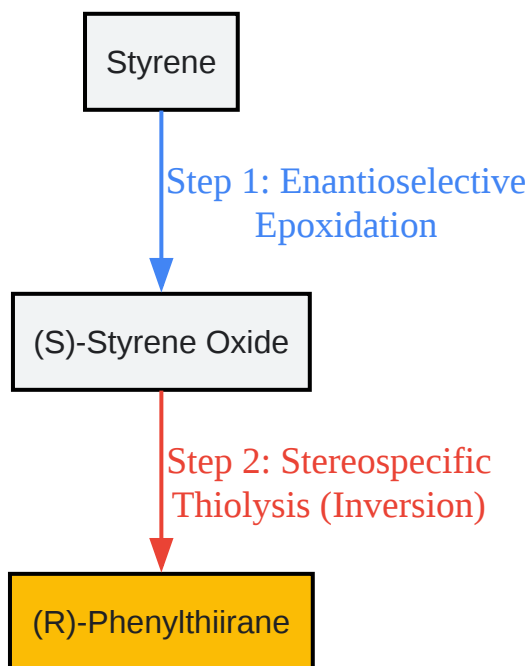 Styrene
Step 1: Enantioselective
Epoxidation
(S)-Styrene Oxide
Step 2: Stereospecific
Thiolysis (Inversion)
(R)-Phenylthiirane